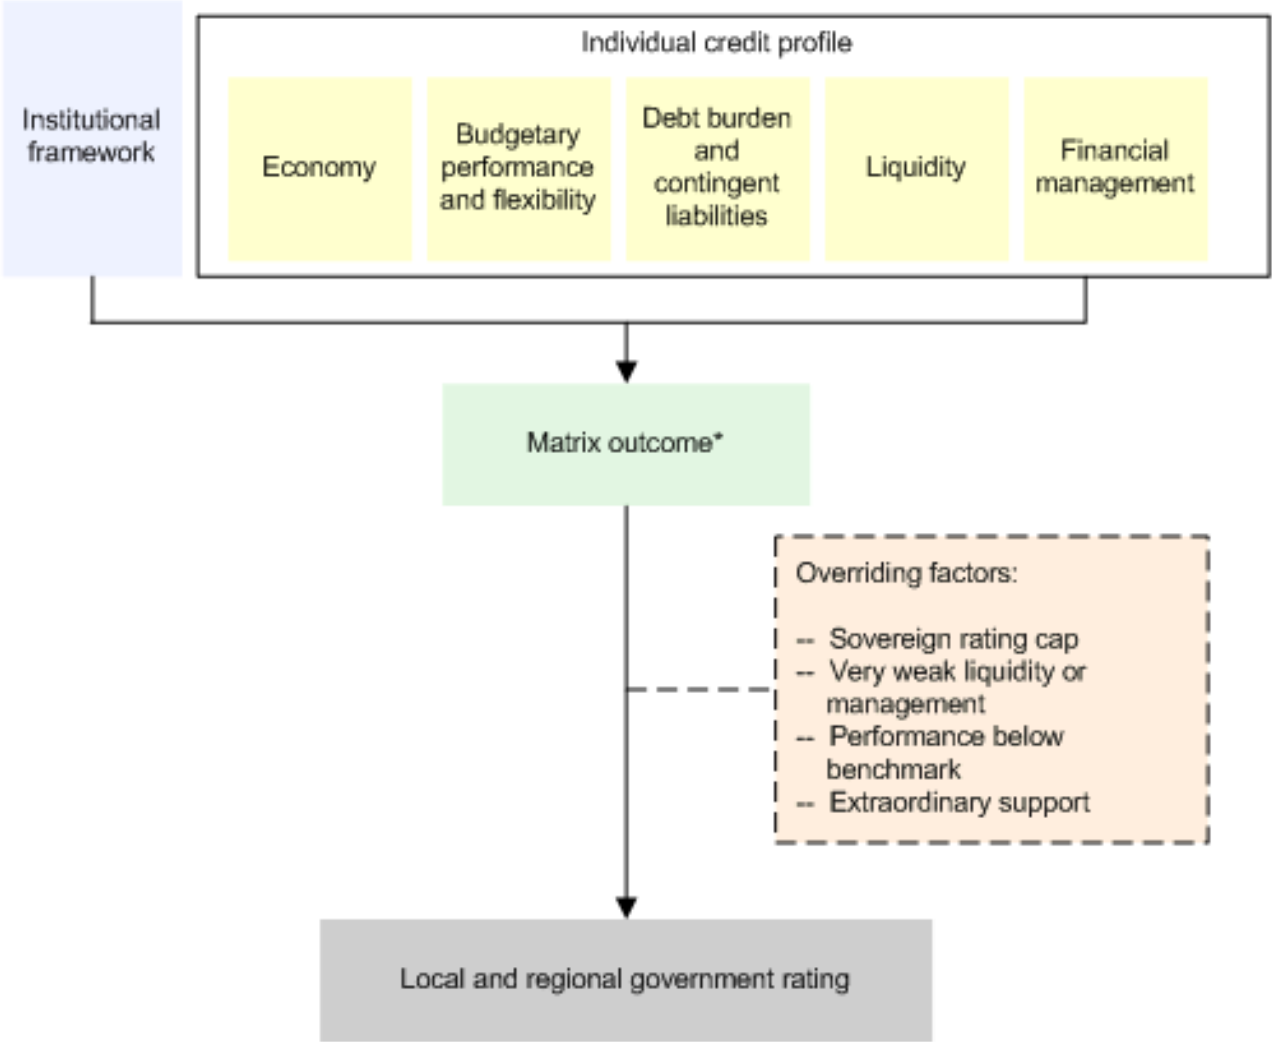 Individual credit profile
Institutional
framework
Economy
Budgetary
performance
and flexibility
Debt burden
and
contingent
liabilities
Liquidity
Financial
management
Matrix outcome*
Overriding factors:
-- Sovereign rating cap
-- Very weak liquidity or
management
-- Performance below
benchmark
-- Extraordinary support
Local and regional government rating